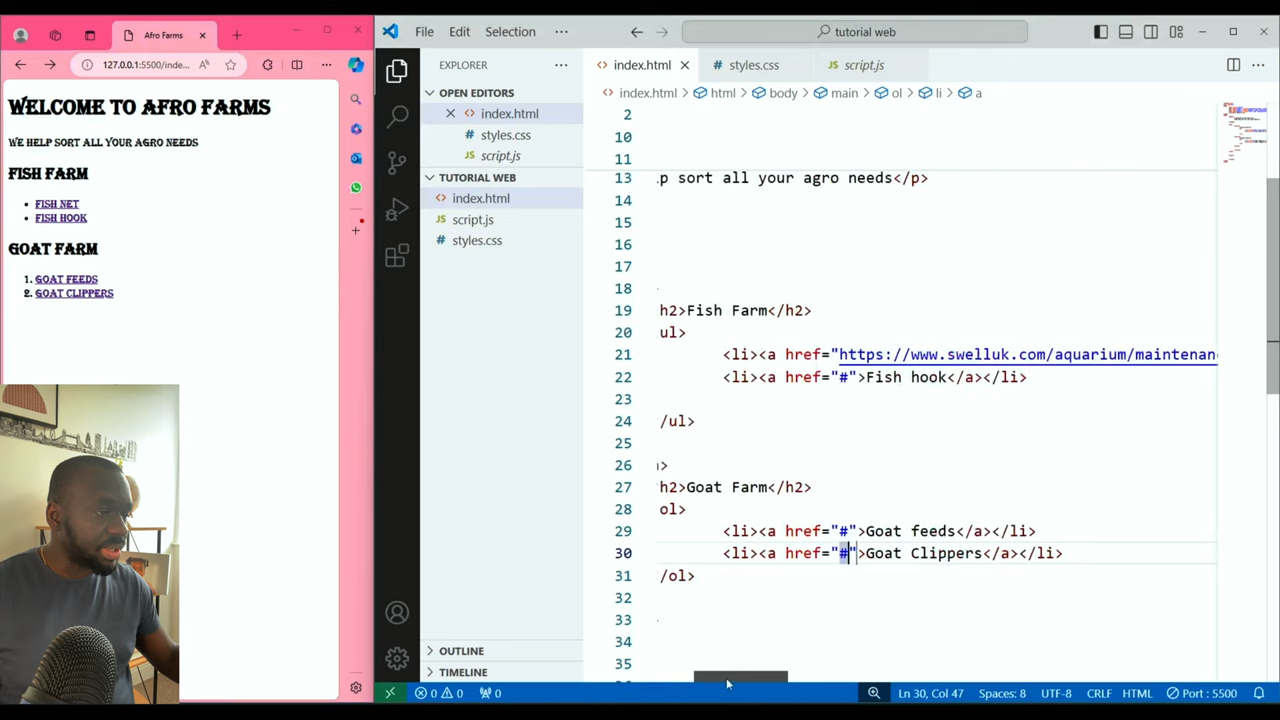 Afro Farms
127.0.0.1:5500/inde...
WELCOME TO AFRO FARMS
WE HELP SORT ALL YOUR AGRO NEEDS
FISH FARM
• FISH NET
• FISH HOOK
GOAT FARM
1. GOAT FEEDS
2. GOAT CLIPPERS
File Edit Selection ...
tutorial web
EXPLORER
OPEN EDITORS
index.html
styles.css
script.js
TUTORIAL WEB
index.html
script.js
styles.css
OUTLINE
TIMELINE
index.html styles.css script.js
index.html > html > body > main > ol > li > a
2
10
11
13 p sort all your agro needs</p>
14
15
16
17
18
19 h2>Fish Farm</h2>
20 ul>
21 <li><a href="https://www.swelluk.com/aquarium/maintenan
22 <li><a href="#">Fish hook</a></li>
23
24 /ul>
25
26 >
27 h2>Goat Farm</h2>
28 ol>
29 <li><a href="#">Goat feeds</a></li>
30 <li><a href="#">Goat Clippers</a></li>
31 /ol>
32
33
34
35
0 0 0 Ln 30, Col 47 Spaces: 8 UTF-8 CRLF HTML Port : 5500